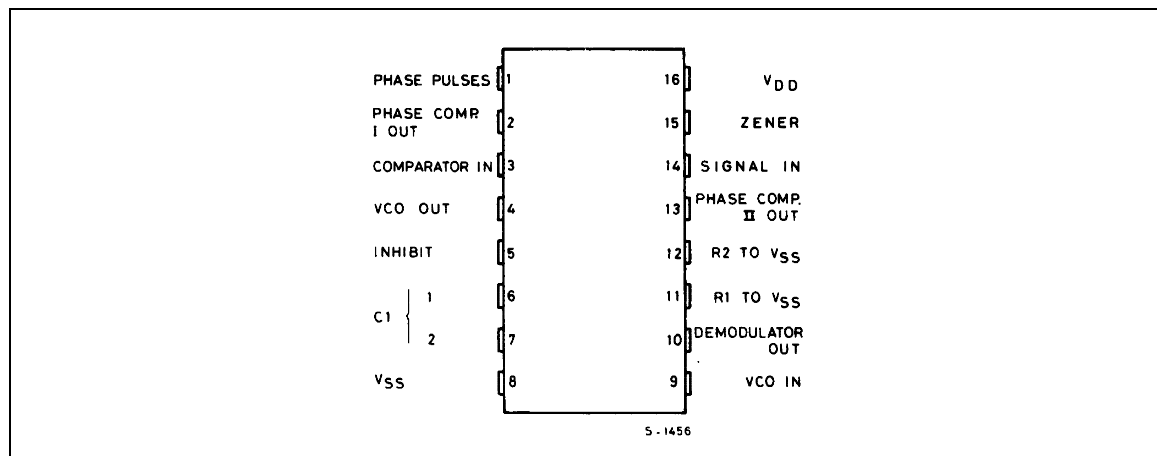 PHASE PULSES 1
PHASE COMP.
I OUT 2
COMPARATOR IN 3
VCO OUT 4
INHIBIT 5
C1 1 6
2 7
VSS 8
16 VDD
15 ZENER
14 SIGNAL IN
13 PHASE COMP.
II OUT
12 R2 TO VSS
11 R1 TO VSS
10 DEMODULATOR
OUT
9 VCO IN
S-1456